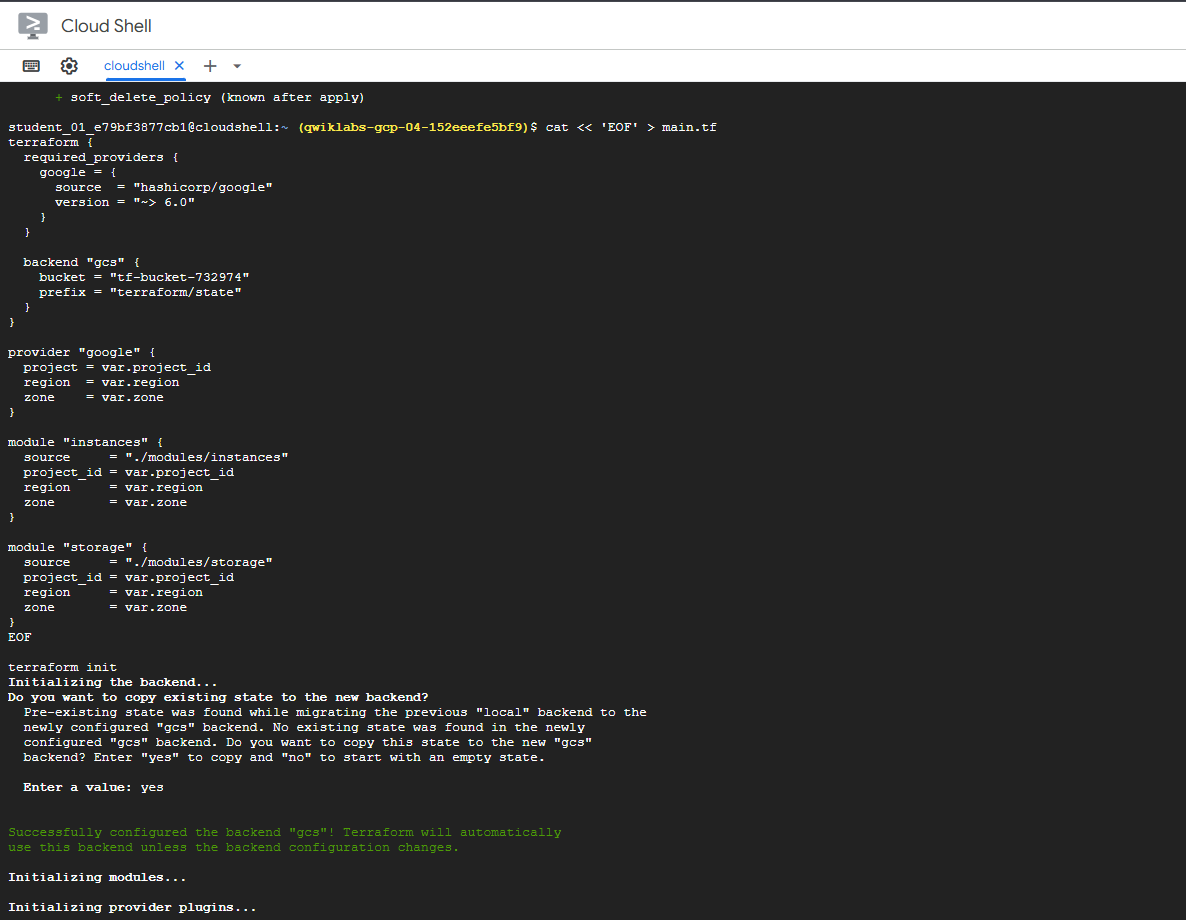 Cloud Shell
cloudshell
+ soft_delete_policy (known after apply)
student_01_e79bf3877cb1@cloudshell:~ (qwiklabs-gcp-04-152eeefe5bf9)$ cat << 'EOF' > main.tf
terraform {
  required_providers {
    google = {
      source  = "hashicorp/google"
      version = "~> 6.0"
    }
  }
  backend "gcs" {
    bucket = "tf-bucket-732974"
    prefix = "terraform/state"
  }
}
provider "google" {
  project = var.project_id
  region  = var.region
  zone    = var.zone
}
module "instances" {
  source     = "./modules/instances"
  project_id = var.project_id
  region     = var.region
  zone       = var.zone
}
module "storage" {
  source     = "./modules/storage"
  project_id = var.project_id
  region     = var.region
  zone       = var.zone
}
EOF
terraform init
Initializing the backend...
Do you want to copy existing state to the new backend?
  Pre-existing state was found while migrating the previous "local" backend to the
  newly configured "gcs" backend. No existing state was found in the newly
  configured "gcs" backend. Do you want to copy this state to the new "gcs"
  backend? Enter "yes" to copy and "no" to start with an empty state.
  Enter a value: yes
Successfully configured the backend "gcs"! Terraform will automatically
use this backend unless the backend configuration changes.
Initializing modules...
Initializing provider plugins...